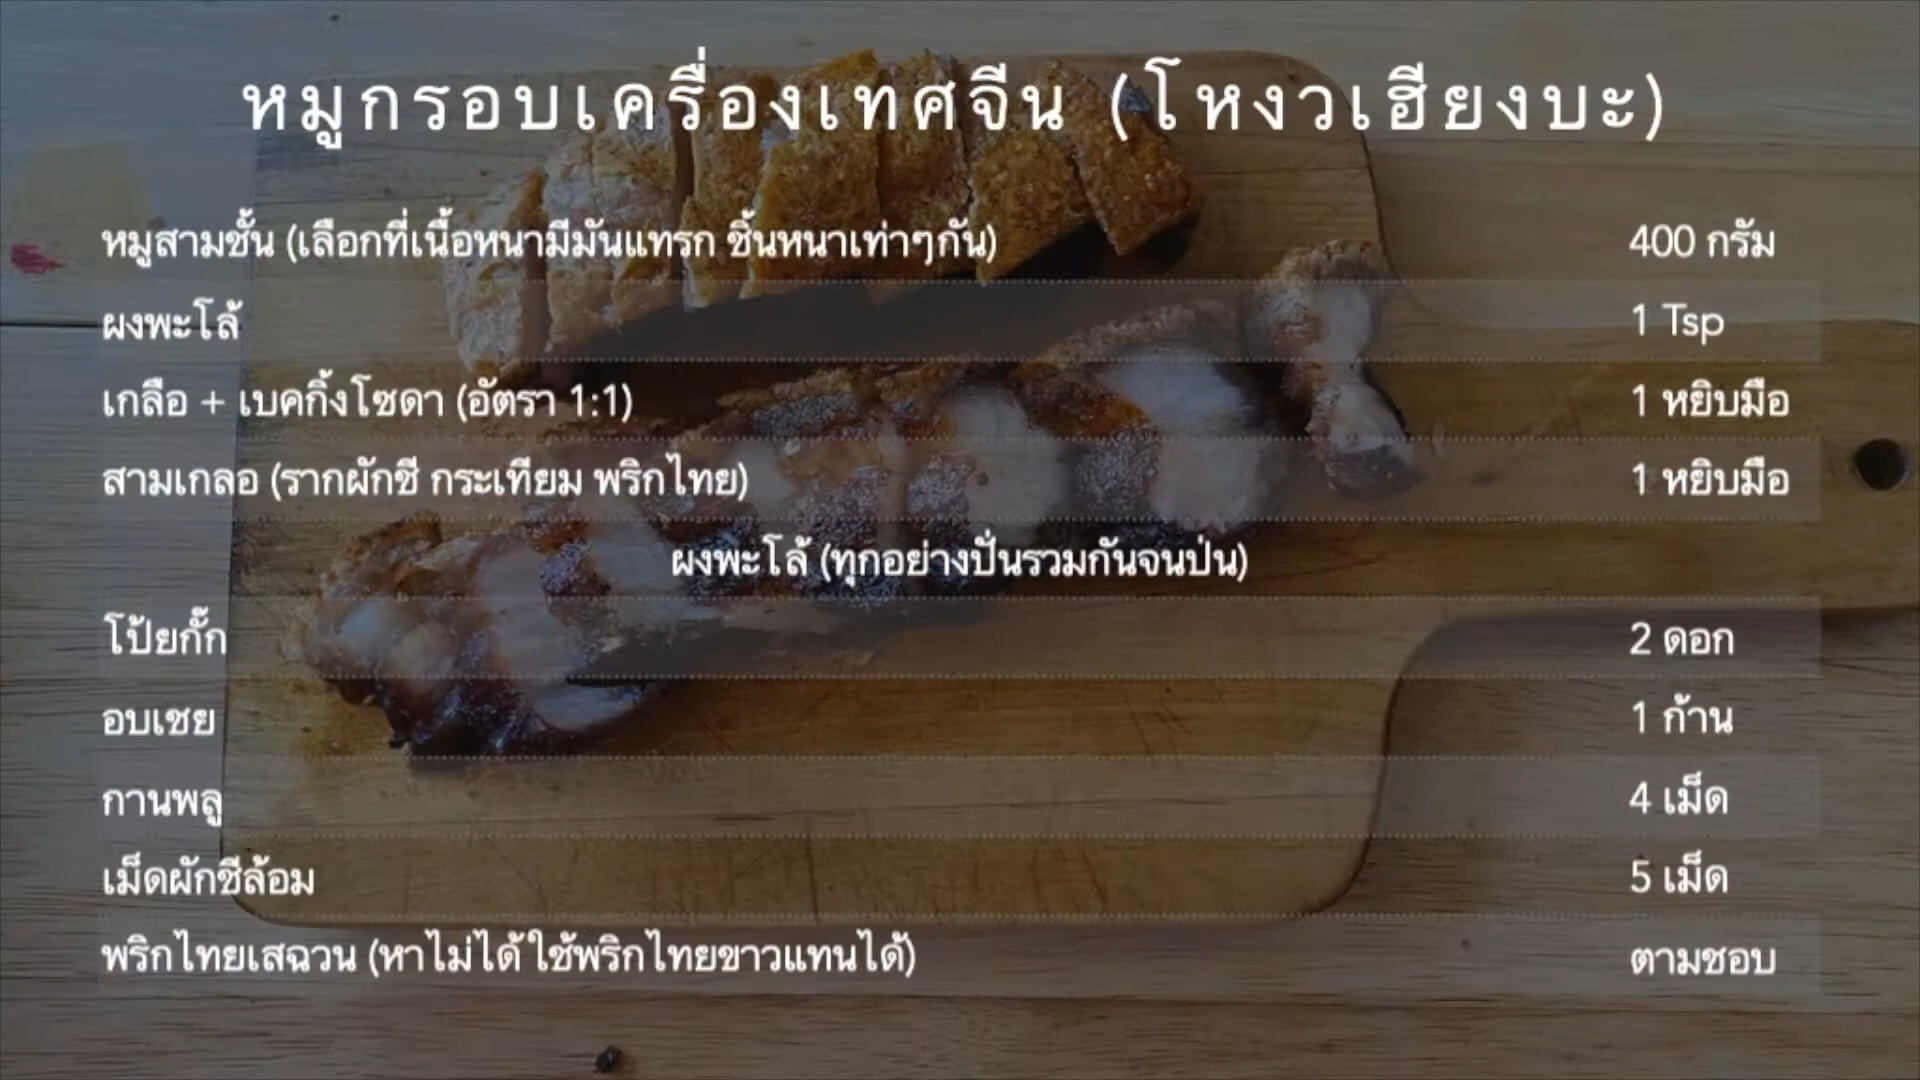 หมูกรอบเครื่องเทศจีน (โหงวเฮียงบะ)
หมูสามชั้น (เลือกที่เนื้อหนามีมันแทรก ชิ้นหนาเท่าๆกัน) 400 กรัม
ผงพะโล้ 1 Tsp
เกลือ + เบคกิ้งโซดา (อัตรา 1:1) 1 หยิบมือ
สามเกลอ (รากผักชี กระเทียม พริกไทย) 1 หยิบมือ
ผงพะโล้ (ทุกอย่างปั่นรวมกันจนป่น)
โป้ยกั๊ก 2 ดอก
อบเชย 1 ก้าน
กานพลู 4 เม็ด
เม็ดผักชีล้อม 5 เม็ด
พริกไทยเสฉวน (หาไม่ได้ ใช้พริกไทยขาวแทนได้) ตามชอบ